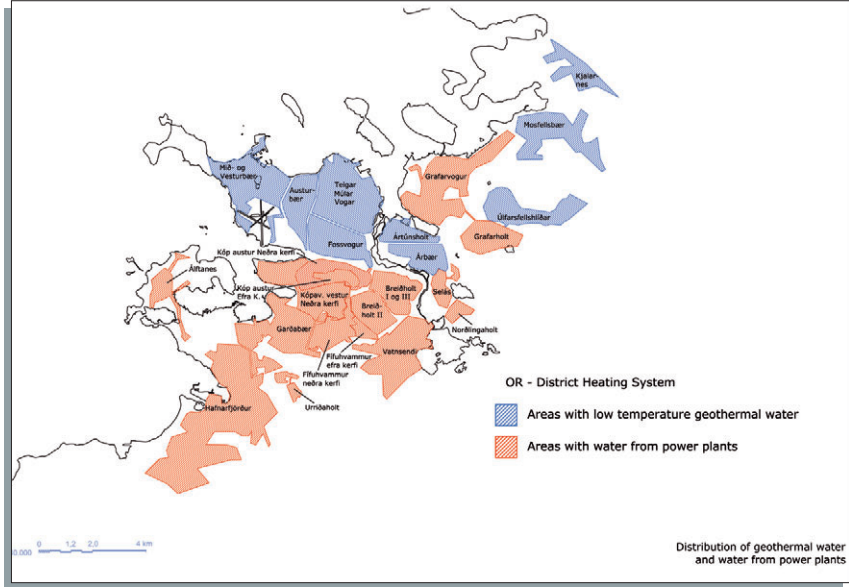 Kjalar-
nes
Mosfellsbær
Grafarvogur
Mið- og
Vesturbær
Austur-
bær
Teigar
Múlar
Vogar
Úlfarsfellshlíðar
Ártúnsholt
Grafarholt
Fossvogur
Árbær
Köp austur Neðra kerfi
Álftanes
Köp austur
Efra K.
Kópav. vestur
Neðra kerfi
Breiðholt
I og III
Selás
Breið-
holt II
Norðlingaholt
Garðabær
Vatnsendi
Fífuhvammur
efra kerfi
Fífuhvammur
neðra kerfi
Urriðaholt
Hafnarfjörður
OR - District Heating System
Areas with low temperature geothermal water
Areas with water from power plants
0.000
0 1,2 2,0 4 km
Distribution of geothermal water
and water from power plants